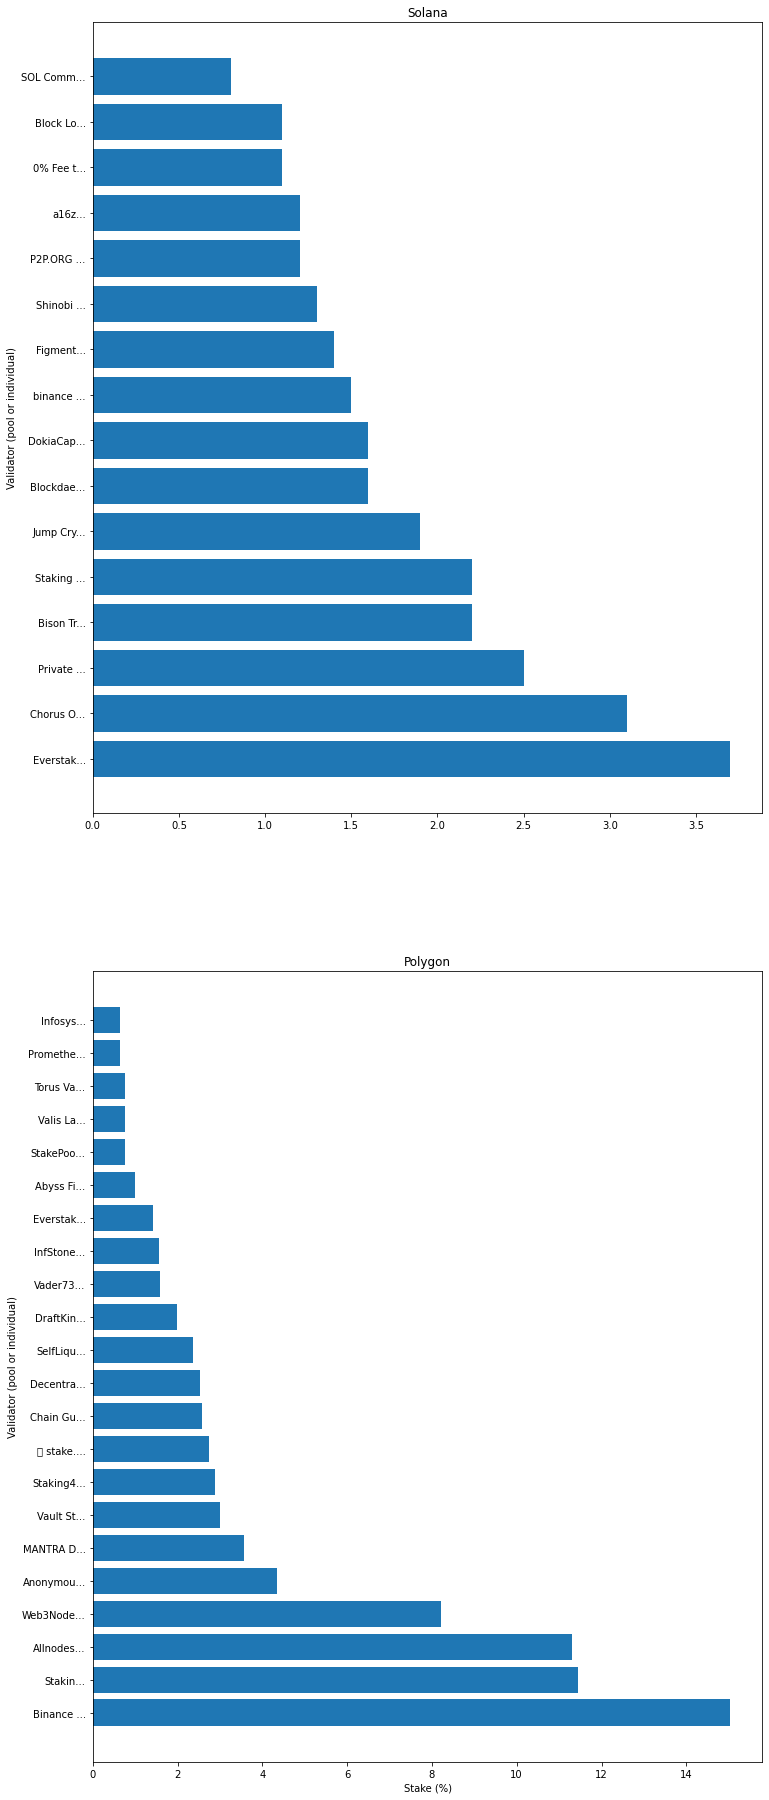 Solana
Validator (pool or individual)
SOL Comm...
Block Lo...
0% Fee t...
a16z...
P2P.ORG ...
Shinobi ...
Figment...
binance ...
DokiaCap...
Blockdae...
Jump Cry...
Staking ...
Bison Tr...
Private ...
Chorus O...
Everstak...
0.0 0.5 1.0 1.5 2.0 2.5 3.0 3.5
Polygon
Validator (pool or individual)
Infosys...
Promethe...
Torus Va...
Valis La...
StakePoo...
Abyss Fi...
Everstak...
InfStone...
Vader73...
DraftKin...
SelfLiqu...
Decentra...
Chain Gu...
▯ stake....
Staking4...
Vault St...
MANTRA D...
Anonymou...
Web3Node...
Allnodes...
Stakin...
Binance ...
0 2 4 6 8 10 12 14
Stake (%)